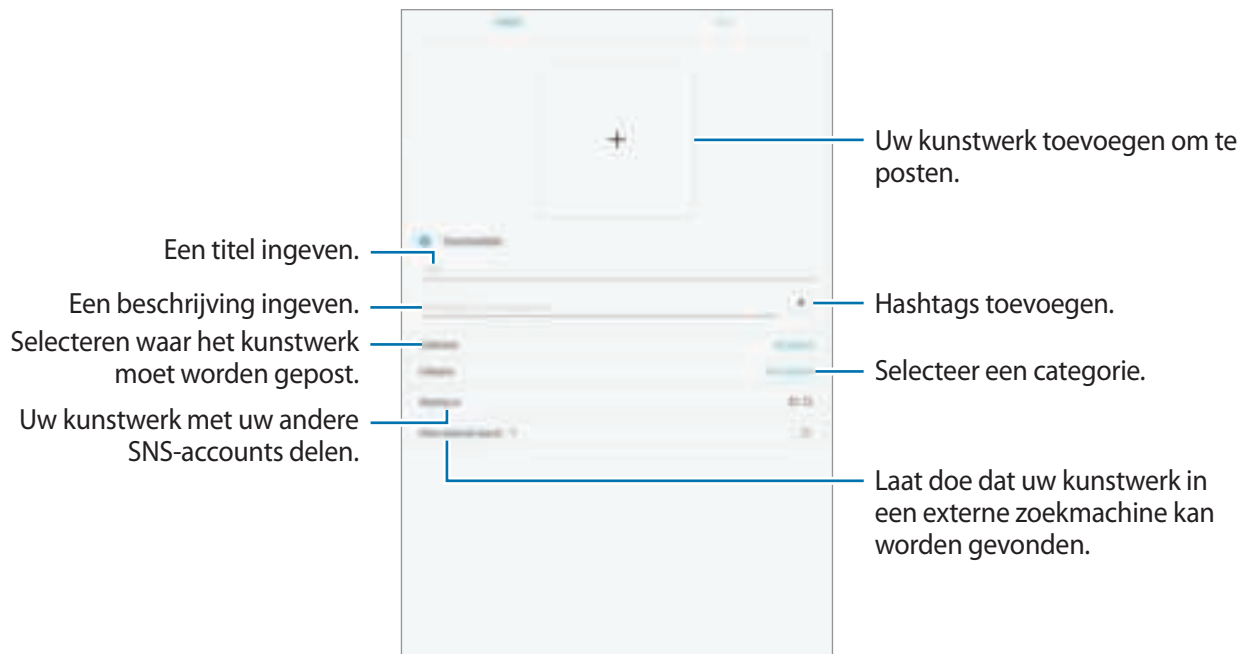 Uw kunstwerk toevoegen om te
posten.
Een titel ingeven.
Een beschrijving ingeven.
Hashtags toevoegen.
Selecteren waar het kunstwerk
moet worden gepost.
Selecteer een categorie.
Uw kunstwerk met uw andere
SNS-accounts delen.
Laat doe dat uw kunstwerk in
een externe zoekmachine kan
worden gevonden.